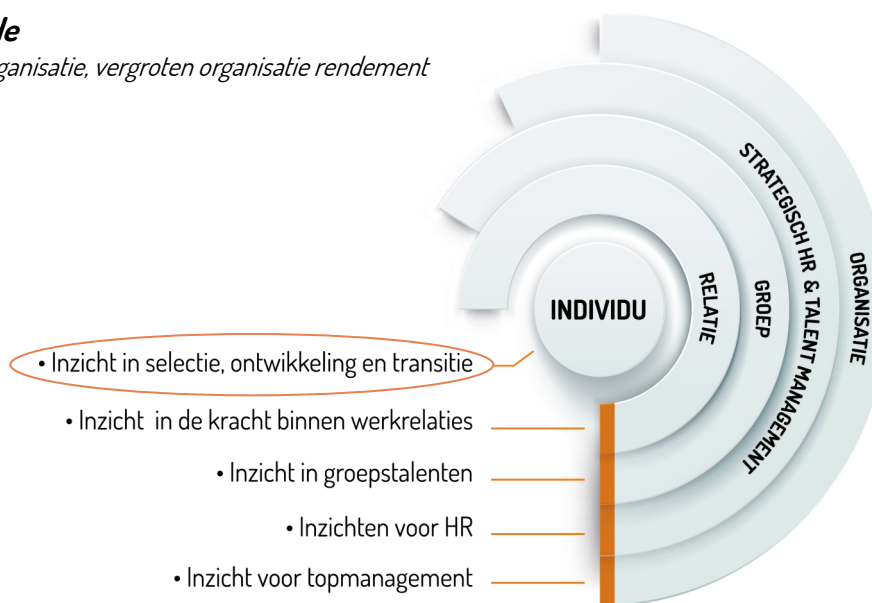 le
ganisatie, vergroten organisatie rendement
STRATEGISCH HR & TALENT MANAGEMENT
ORGANISATIE
RELATIE
GROEP
INDIVIDU
• Inzicht in selectie, ontwikkeling en transitie
• Inzicht in de kracht binnen werkrelaties
• Inzicht in groepstalenten
• Inzichten voor HR
• Inzicht voor topmanagement